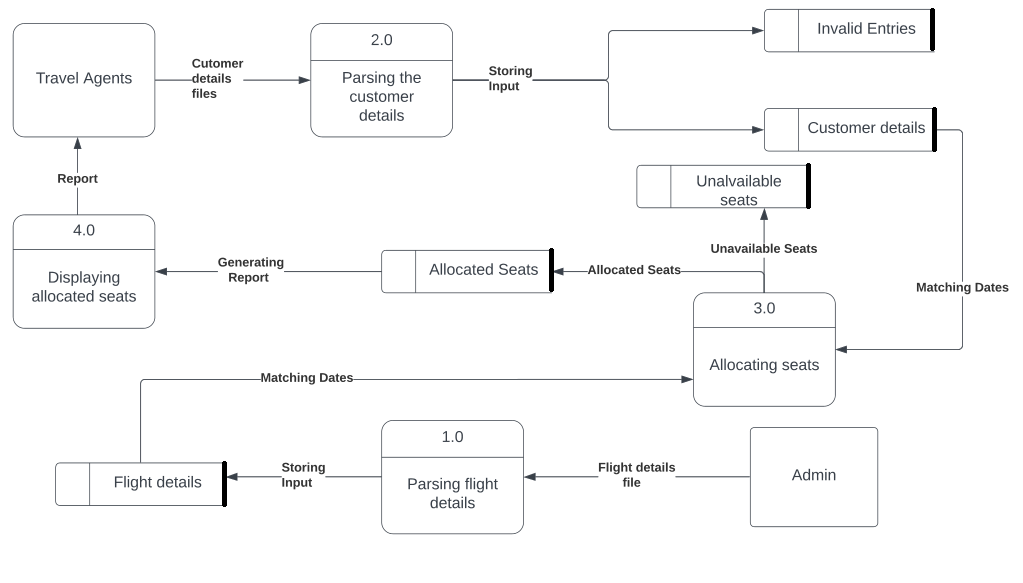 2.0
Invalid Entries
Travel Agents
Cutomer
details
files
Parsing the
customer
details
Storing
Input
Customer details
Unalvailable
seats
Report
4.0
Displaying
allocated seats
Generating
Report
Allocated Seats
Allocated Seats
Unavailable Seats
Matching Dates
3.0
Allocating seats
Matching Dates
1.0
Parsing flight
details
Flight details
Storing
Input
Flight details
file
Admin